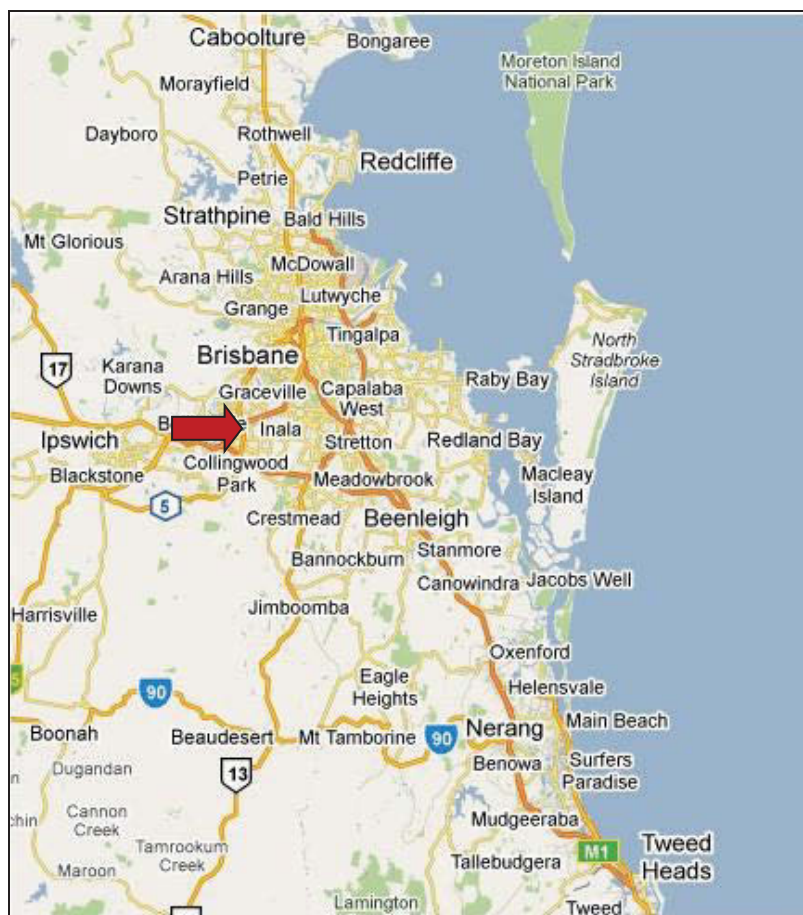 Caboolture
Bongaree
Moreton Island
National Park
Morayfield
Dayboro
Rothwell
Redcliffe
Petrie
Strathpine
Bald Hills
Mt Glorious
McDowall
Arana Hills
Lutwyche
Grange
Tingalpa
North
Stradbroke
Island
Brisbane
17
Karana
Downs
Raby Bay
Graceville
Capalaba
West
Inala
Ipswich
Stretton
Redland Bay
Collingwood
Park
Blackstone
Meadowbrook
Macleay
Island
5
Crestmead
Beenleigh
Stanmore
Bannockburn
Canowindra
Jacobs Well
Harrisville
Jimboomba
Oxenford
Eagle
Heights
Helensvale
90
Main Beach
Nerang
Boonah
Beaudesert
Mt Tamborine
90
Surfers
Paradise
Benowa
Dugandan
13
Cannon
Creek
Mudgeeraba
Tamrookum
Creek
M1
Tweed
Heads
Tallebudgera
Maroon
Lamington
Tweed